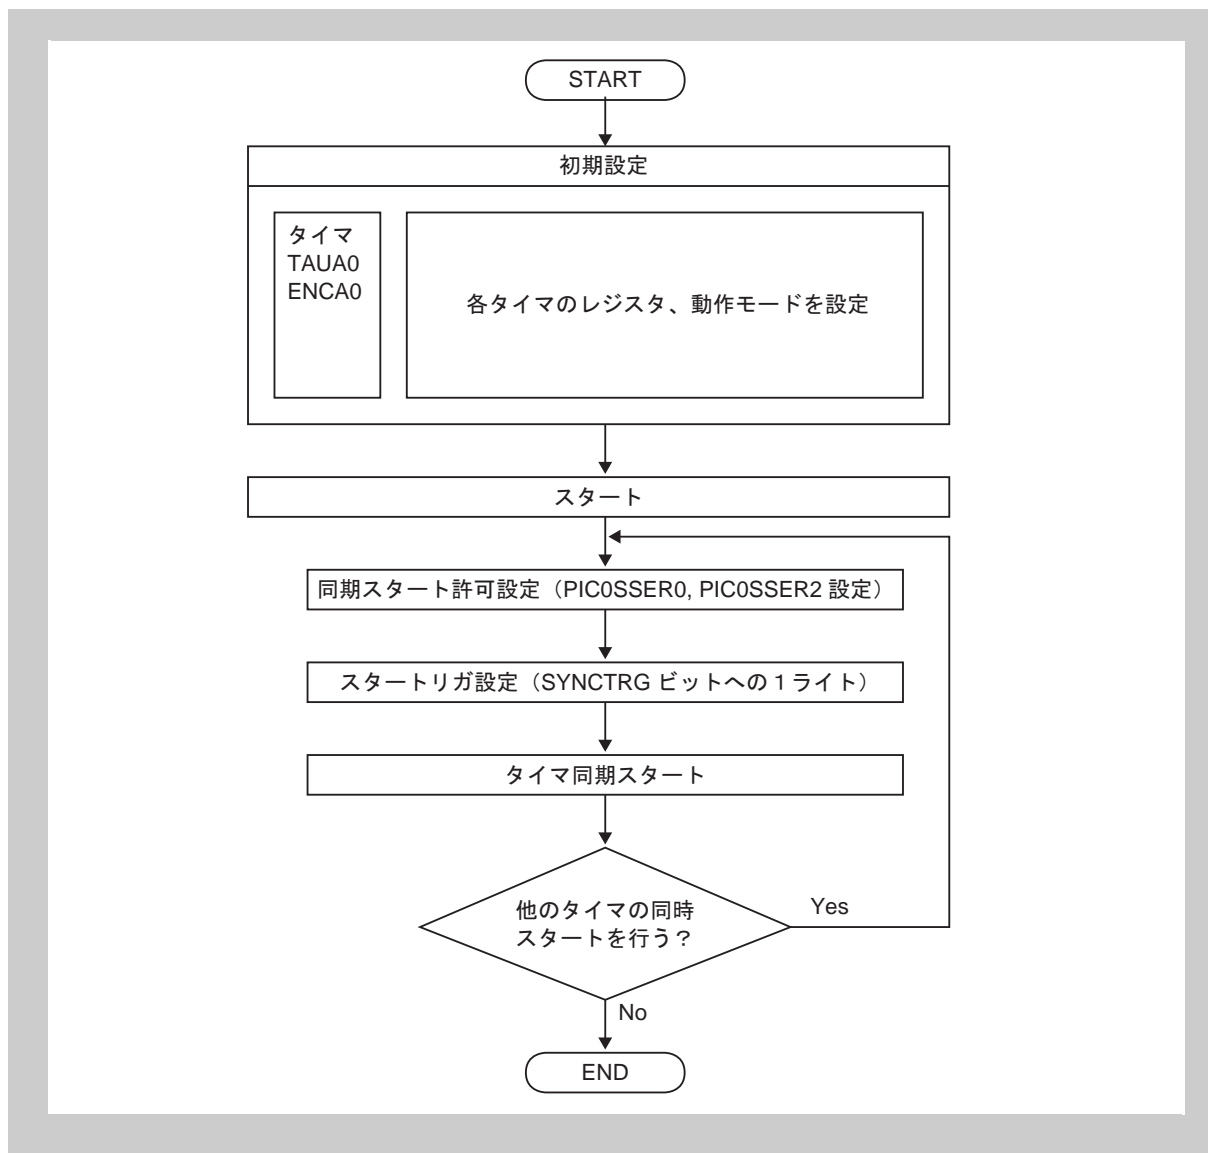 START
初期設定
タイマ
TAUA0
ENCA0
各タイマのレジスタ、動作モードを設定
スタート
同期スタート許可設定（PIC0SSER0, PIC0SSER2 設定）
スタートリガ設定（SYNCTRG ビットへの 1 ライト）
タイマ同期スタート
他のタイマの同時
スタートを行う？
Yes
No
END